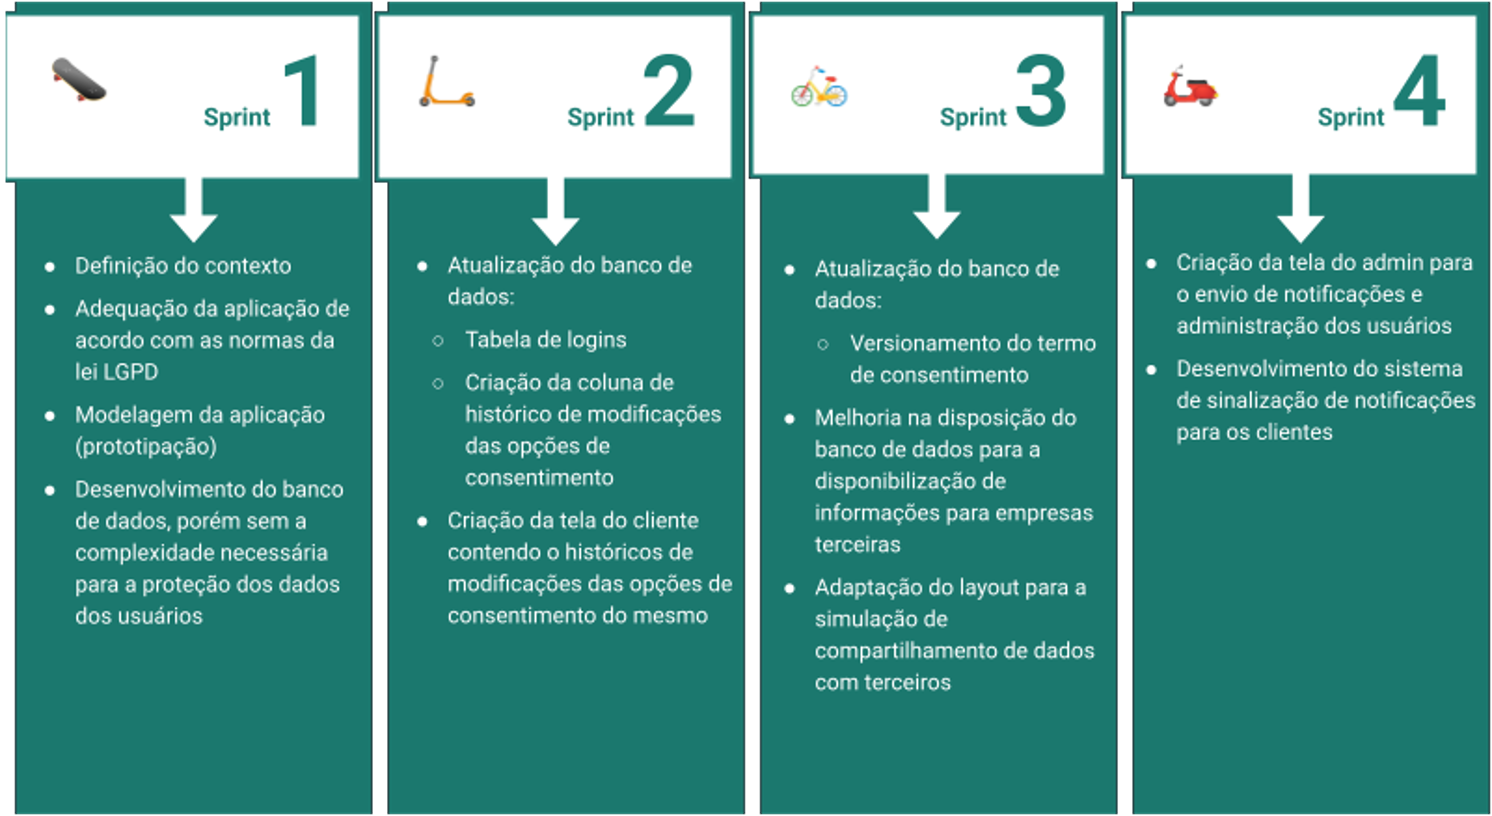 Sprint 1
● Definição do contexto
● Adequação da aplicação de
acordo com as normas da
lei LGPD
● Modelagem da aplicação
(prototipação)
● Desenvolvimento do banco
de dados, porém sem a
complexidade necessária
para a proteção dos dados
dos usuários
Sprint 2
● Atualização do banco de
dados:
○ Tabela de logins
○ Criação da coluna de
histórico de modificações
das opções de
consentimento
● Criação da tela do cliente
contendo o históricos de
modificações das opções de
consentimento do mesmo
Sprint 3
● Atualização do banco de
dados:
○ Versionamento do termo
de consentimento
● Melhoria na disposição do
banco de dados para a
disponibilização de
informações para empresas
terceiras
● Adaptação do layout para a
simulação de
compartilhamento de dados
com terceiros
Sprint 4
● Criação da tela do admin para
o envio de notificações e
administração dos usuários
● Desenvolvimento do sistema
de sinalização de notificações
para os clientes